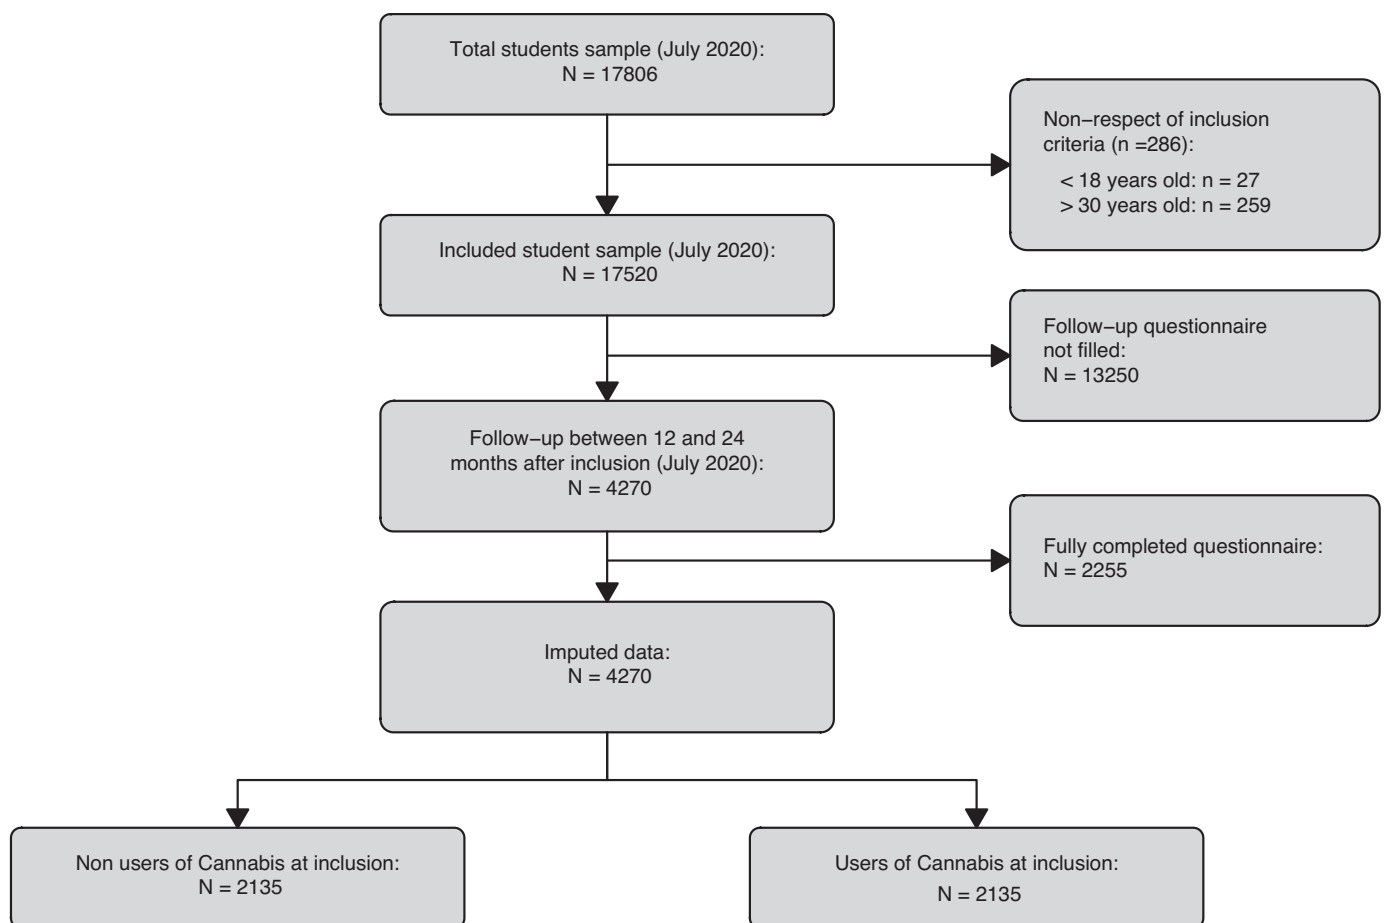 Total students sample (July 2020):
N = 17806
Non−respect of inclusion
criteria (n =286):
< 18 years old: n = 27
> 30 years old: n = 259
Included student sample (July 2020):
N = 17520
Follow−up questionnaire
not filled:
N = 13250
Follow−up between 12 and 24
months after inclusion (July 2020):
N = 4270
Fully completed questionnaire:
N = 2255
Imputed data:
N = 4270
Non users of Cannabis at inclusion:
N = 2135
Users of Cannabis at inclusion:
N = 2135